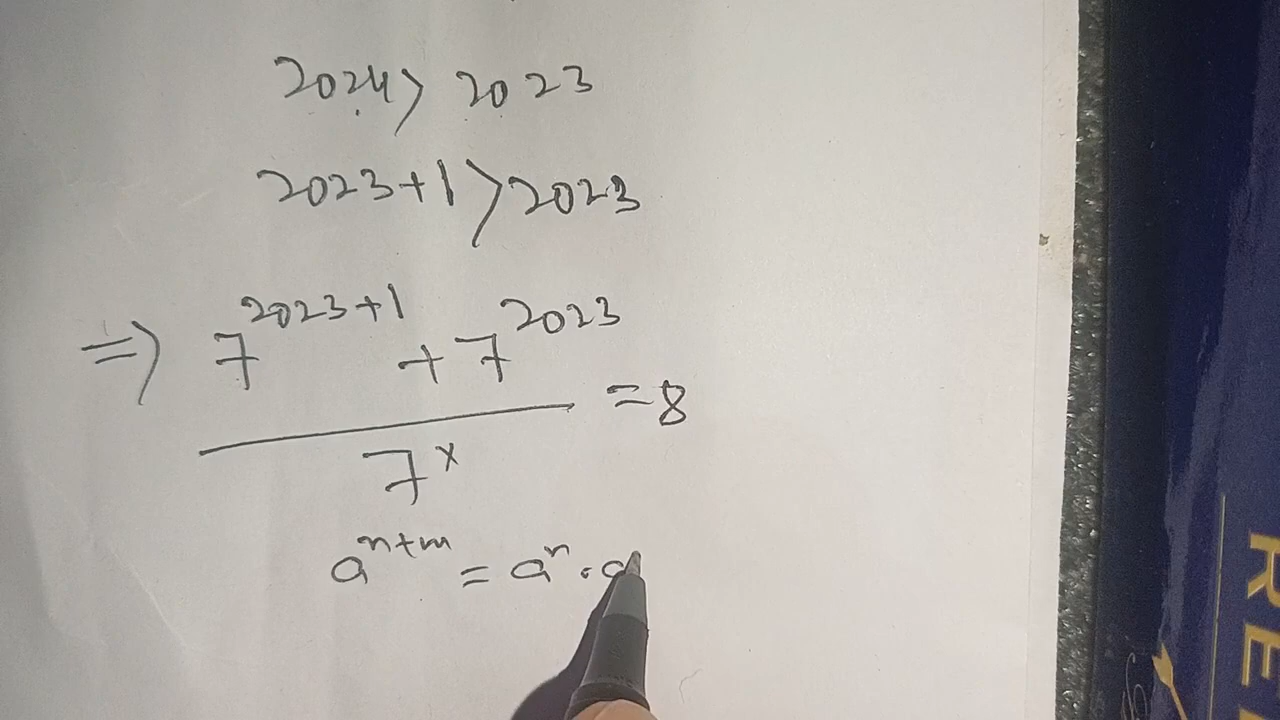 2024 > 2023
2023+1 > 2023
⇒ 7^{2023+1} + 7^{2023}
= 8
7^x
a^{n+m} = a^n · a